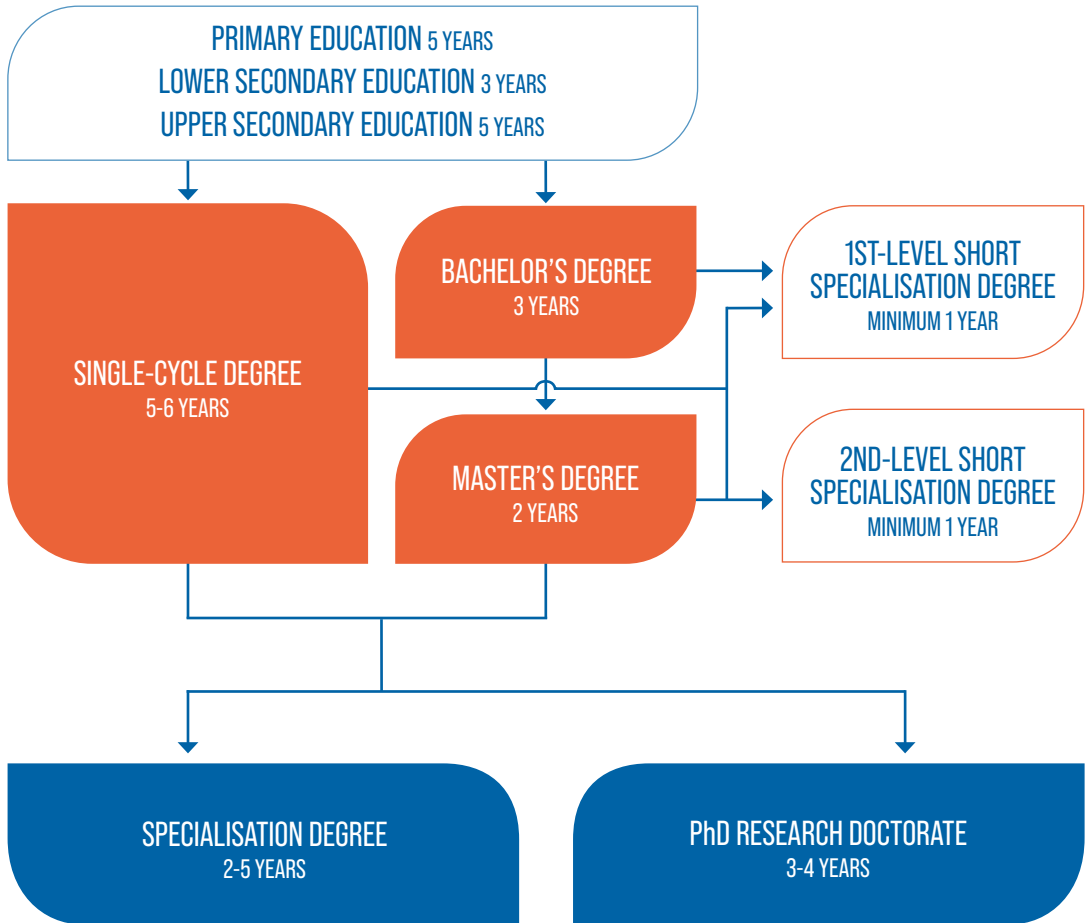 PRIMARY EDUCATION 5 YEARS
LOWER SECONDARY EDUCATION 3 YEARS
UPPER SECONDARY EDUCATION 5 YEARS
SINGLE-CYCLE DEGREE
5-6 YEARS
BACHELOR'S DEGREE
3 YEARS
MASTER'S DEGREE
2 YEARS
1ST-LEVEL SHORT
SPECIALISATION DEGREE
MINIMUM 1 YEAR
2ND-LEVEL SHORT
SPECIALISATION DEGREE
MINIMUM 1 YEAR
SPECIALISATION DEGREE
2-5 YEARS
PhD RESEARCH DOCTORATE
3-4 YEARS